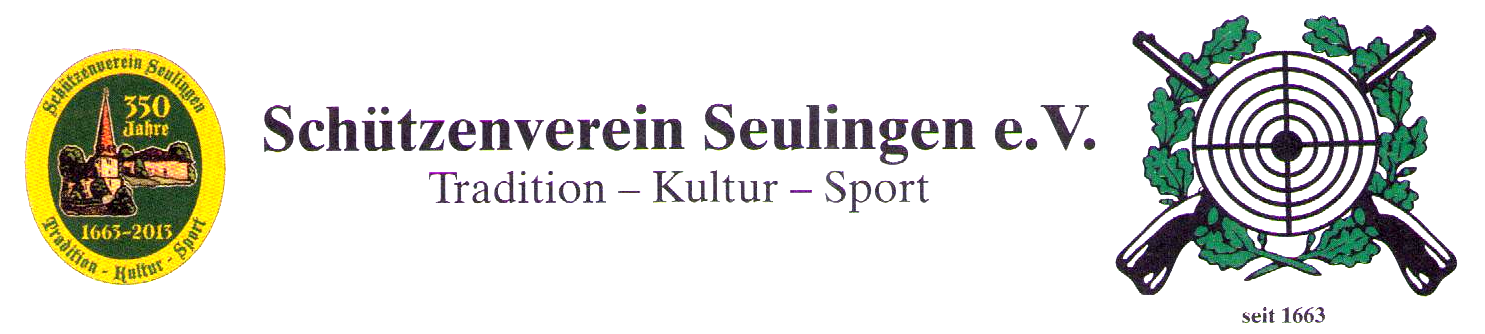 Schützenverein Seulingen
350
Jahre
1663-2013
Tradition - Kultur - Sport
Schützenverein Seulingen e.V.
Tradition – Kultur – Sport
seit 1663